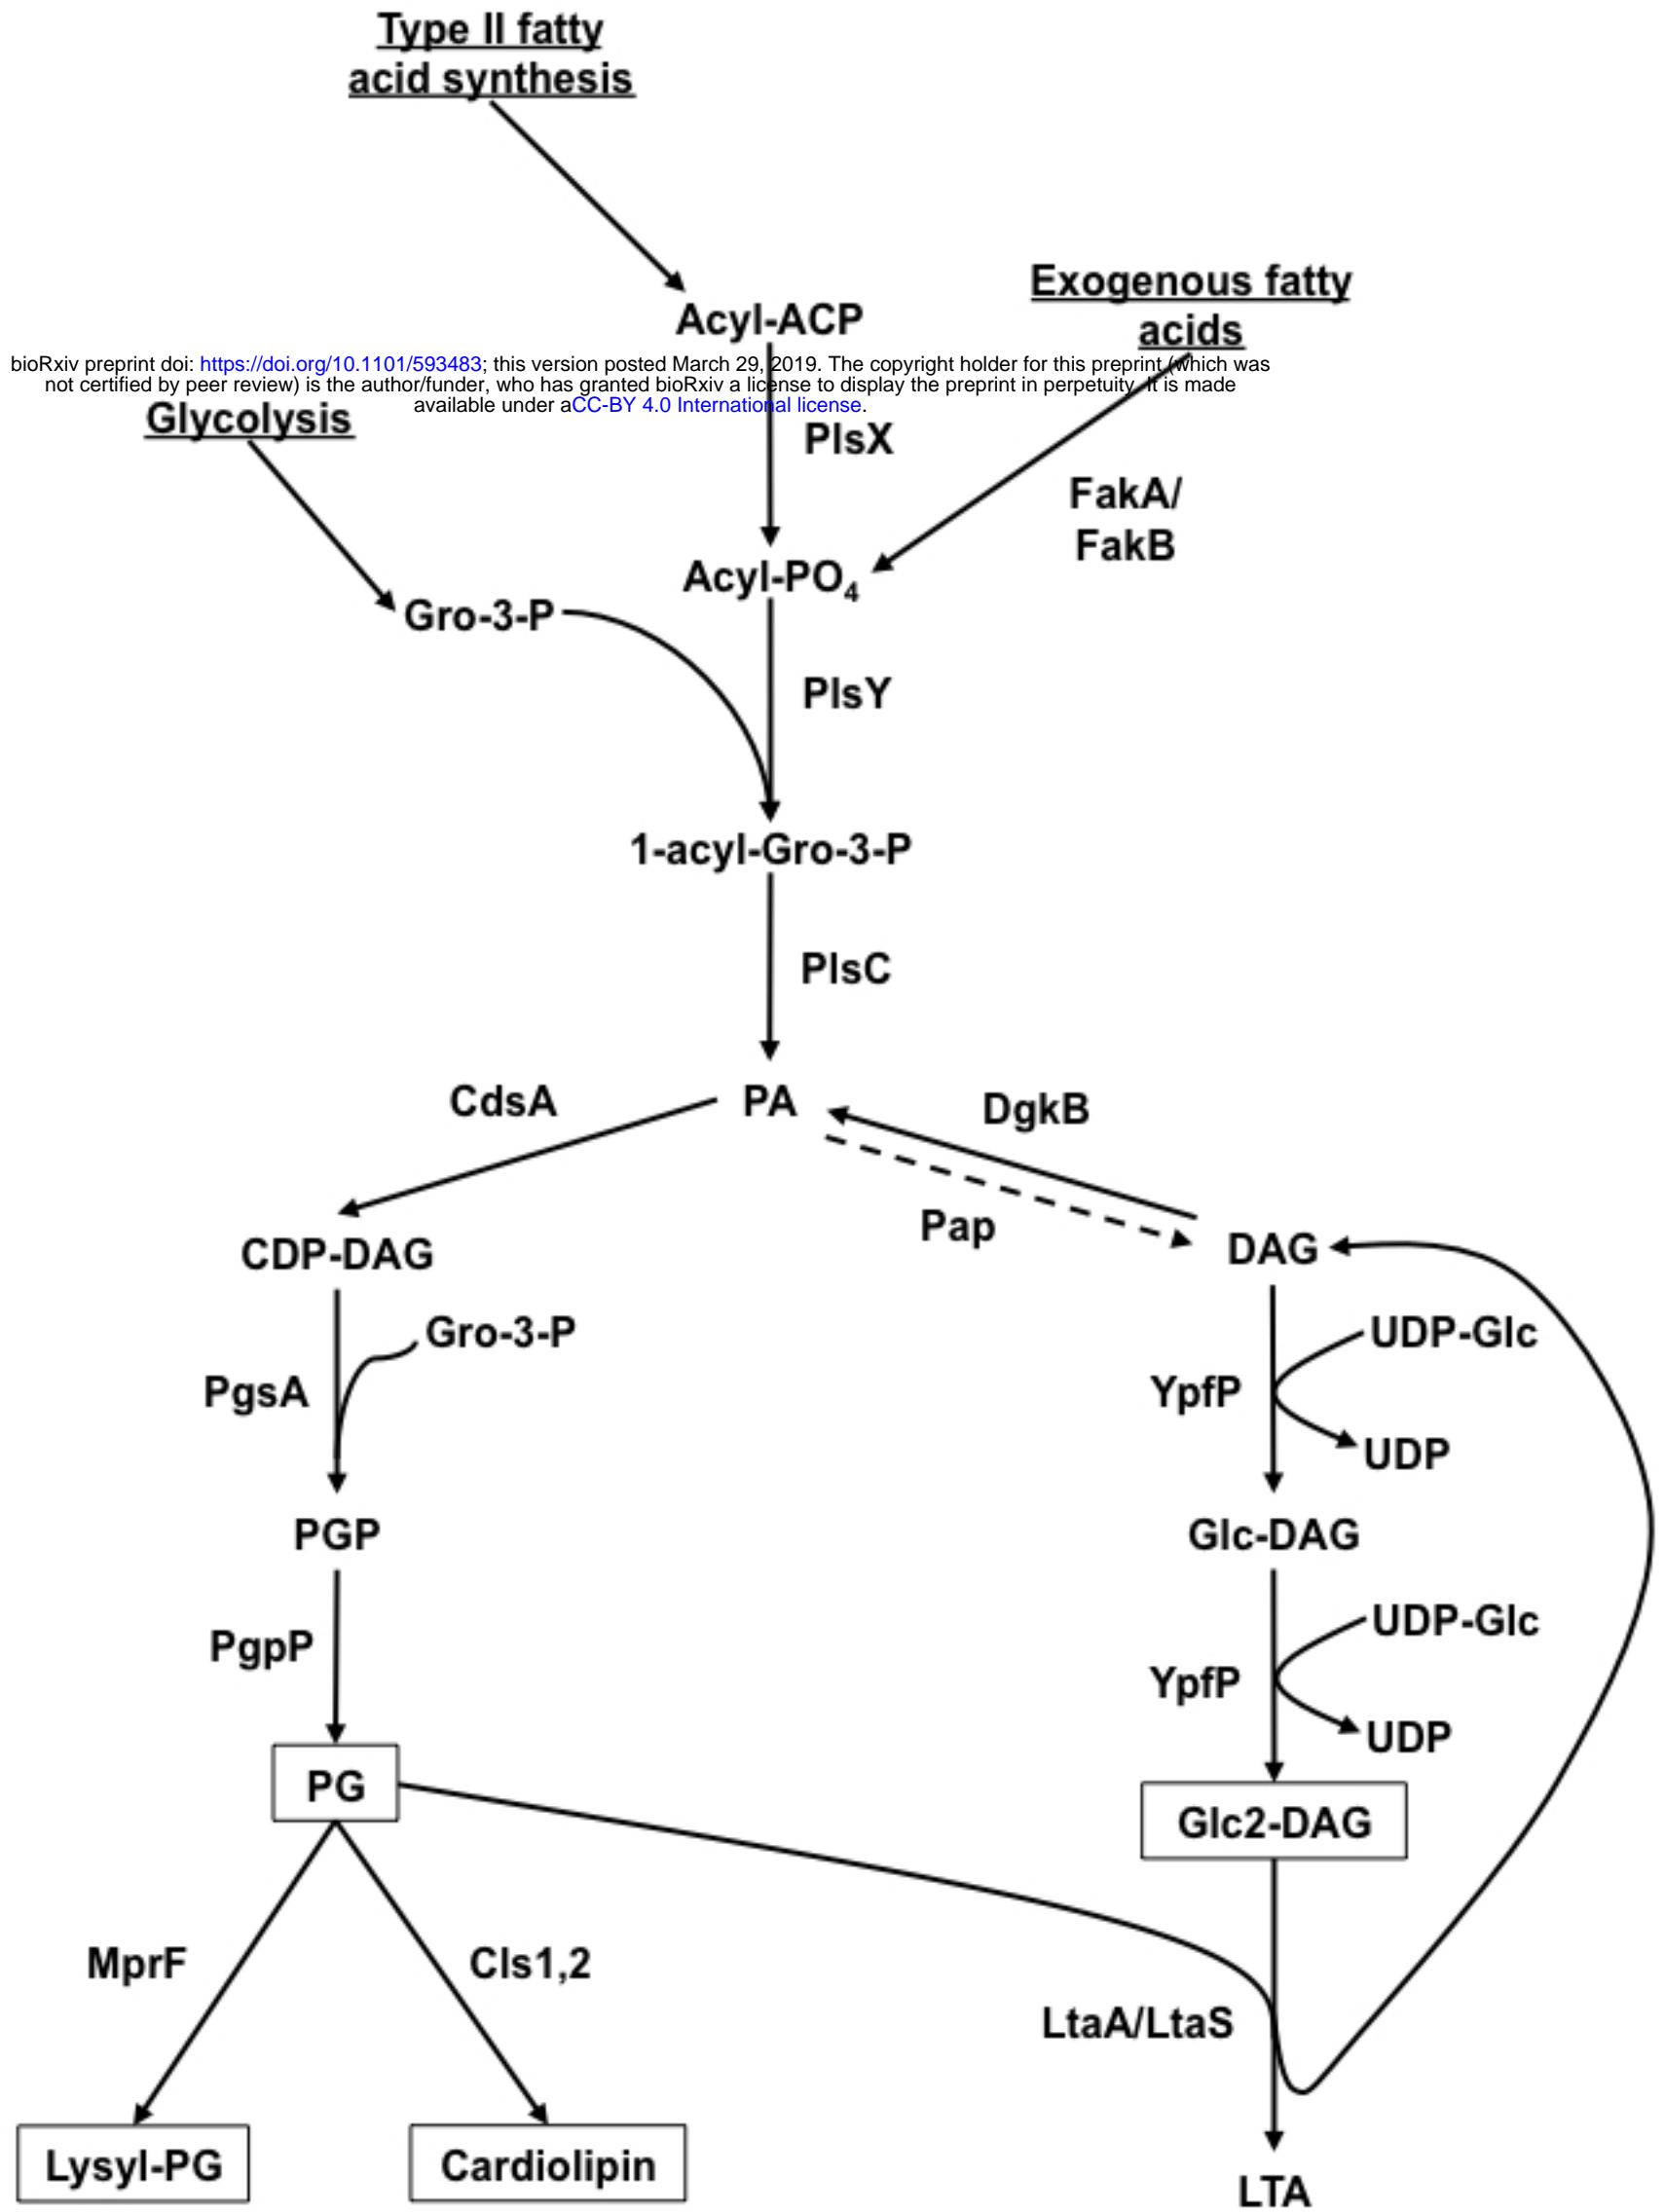 Type II fatty
acid synthesis
Exogenous fatty
acids
Acyl-ACP
bioRxiv preprint doi: https://doi.org/10.1101/593483; this version posted March 29, 2019. The copyright holder for this preprint (which was
not certified by peer review) is the author/funder, who has granted bioRxiv a license to display the preprint in perpetuity. It is made
available under aCC-BY 4.0 International license.
Glycolysis
PlsX
FakA/
FakB
Acyl-PO4
Gro-3-P
PlsY
1-acyl-Gro-3-P
PlsC
CdsA
PA
DgkB
Pap
CDP-DAG
DAG
Gro-3-P
UDP-Glc
PgsA
YpfP
UDP
PGP
Glc-DAG
UDP-Glc
PgpP
YpfP
UDP
PG
Glc2-DAG
MprF
Cls1,2
LtaA/LtaS
Lysyl-PG
Cardiolipin
LTA